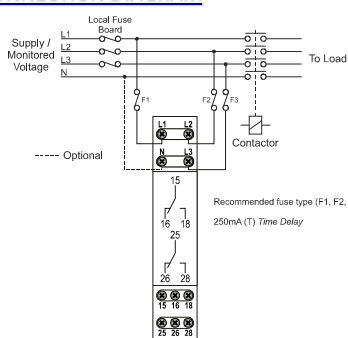 Local Fuse
Board
Supply /
Monitored
Voltage
L1
L2
L3
N
To Load
F1
F2
F3
Contactor
L1 L2
N L3
Optional
15
16 18
25
26 28
Recommended fuse type (F1, F2,
250mA (T) Time Delay
15 16 18
25 26 28